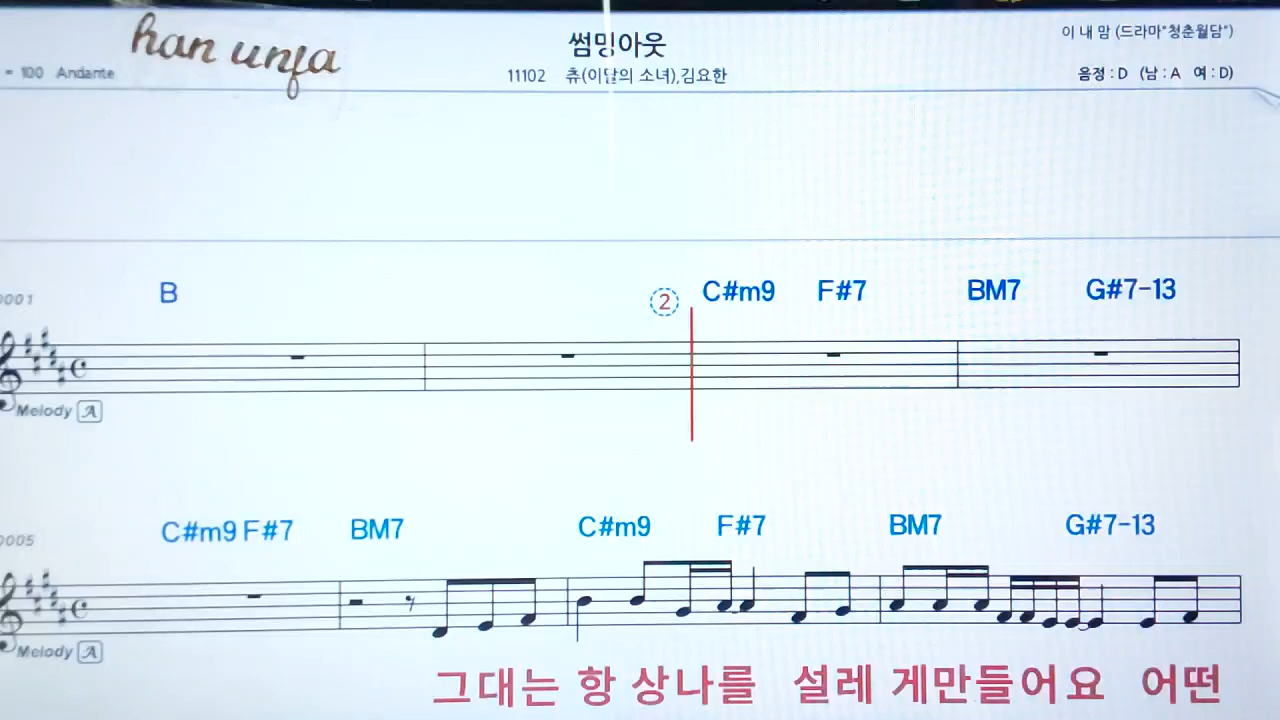 han unja
썸밍아웃
이 내 맘 (드라마"청춘월담")
= 100 Andante
11102 츄(이달의 소녀),김요한
음정 : D (남 : A 여 : D)
0001
B
2
C#m9 F#7 BM7 G#7-13
Melody A
0005
C#m9 F#7 BM7 C#m9 F#7 BM7 G#7-13
Melody A
그대는 항 상나를 설레 게만들어요 어떤